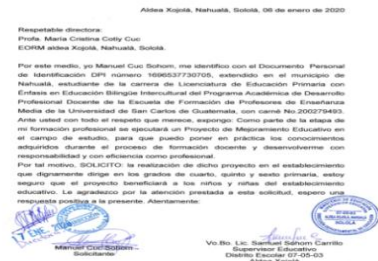 Aldea Xojolá, Nahualá, Sololá, 06 de enero de 2020
Respetable directora:
Profa. María Cristina Cotiy Cuc
EORM aldea Xojolá, Nahualá, Sololá.
Por este medio, yo Manuel Cuc Sohom, me identifico con el Documento Personal
de Identificación DPI número 1696537730705, extendido en el municipio de
Nahualá, estudiante de la carrera de Licenciatura de Educación Primaria con
Énfasis en Educación Bilingüe Intercultural del Programa Académica de Desarrollo
Profesional Docente de la Escuela de Formación de Profesores de Enseñanza
Media de la Universidad de San Carlos de Guatemala, con carné No.200279493.
Ante usted con todo el respeto que merece, expongo: Como parte de la etapa de
mi formación profesional se ejecutará un Proyecto de Mejoramiento Educativo en
el campo de estudio, para que puedo poner en práctica los conocimientos
adquiridos durante el proceso de formación docente y desenvolverme con
responsabilidad y con eficiencia como profesional.
Por tal motivo, SOLICITO: la realización de dicho proyecto en el establecimiento
que dignamente dirige en los grados de cuarto, quinto y sexto primaria, estoy
seguro que el proyecto beneficiará a los niños y niñas del establecimiento
educativo. Le agradezco por la atención prestada a esta solicitud, espero una
respuesta positiva a la presente. Atentamente:
Manuel Cuc Sohom
Solicitante
Vo.Bo. Lic. Samuel Sohom Carrillo
Supervisor Educativo
Distrito Escolar 07-05-03
Aldea Xojolá